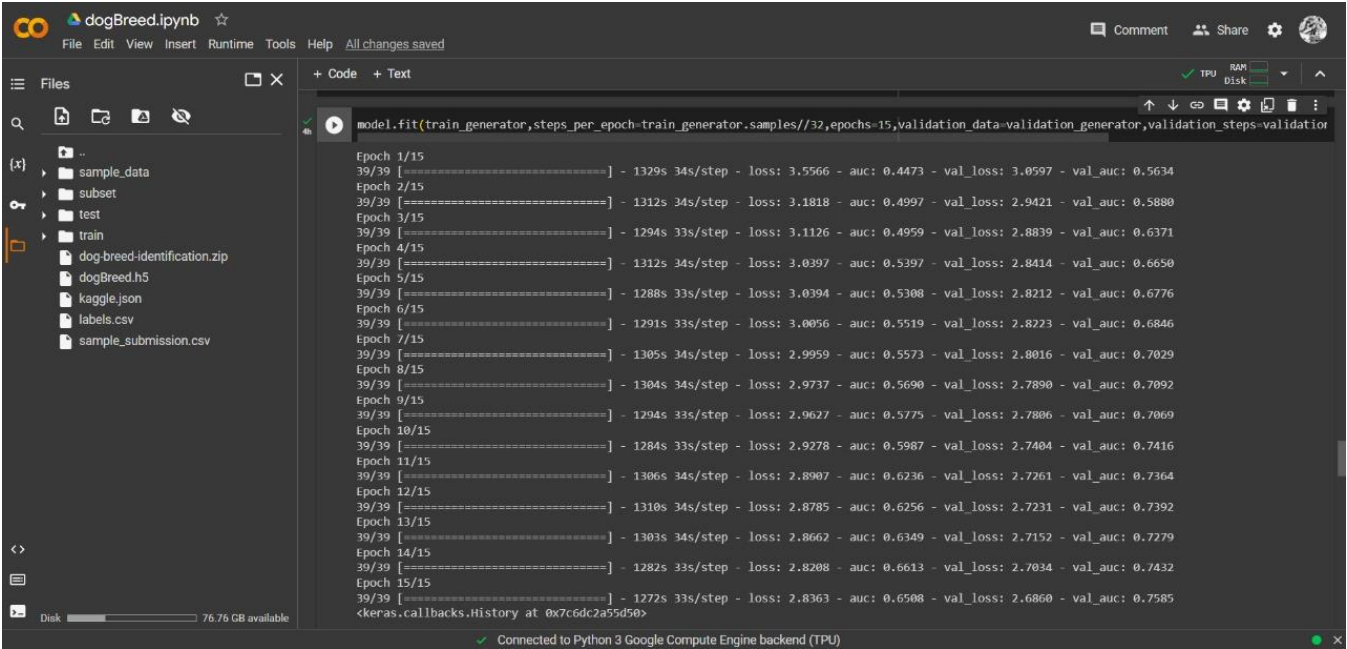 dogBreed.ipynb
Comment Share
File Edit View Insert Runtime Tools Help All changes saved
Files
+ Code + Text
TPU RAM Disk
4h
model.fit(train_generator,steps_per_epoch=train_generator.samples//32,epochs=15,validation_data=validation_generator,validation_steps=validation
{x}
..
sample_data
subset
test
train
dog-breed-identification.zip
dogBreed.h5
kaggle.json
labels.csv
sample_submission.csv
Epoch 1/15
39/39 [==============================] - 1329s 34s/step - loss: 3.5566 - auc: 0.4473 - val_loss: 3.0597 - val_auc: 0.5634
Epoch 2/15
39/39 [==============================] - 1312s 34s/step - loss: 3.1818 - auc: 0.4997 - val_loss: 2.9421 - val_auc: 0.5880
Epoch 3/15
39/39 [==============================] - 1294s 33s/step - loss: 3.1126 - auc: 0.4959 - val_loss: 2.8839 - val_auc: 0.6371
Epoch 4/15
39/39 [==============================] - 1312s 34s/step - loss: 3.0397 - auc: 0.5397 - val_loss: 2.8414 - val_auc: 0.6650
Epoch 5/15
39/39 [==============================] - 1288s 33s/step - loss: 3.0394 - auc: 0.5308 - val_loss: 2.8212 - val_auc: 0.6776
Epoch 6/15
39/39 [==============================] - 1291s 33s/step - loss: 3.0056 - auc: 0.5519 - val_loss: 2.8223 - val_auc: 0.6846
Epoch 7/15
39/39 [==============================] - 1305s 34s/step - loss: 2.9959 - auc: 0.5573 - val_loss: 2.8016 - val_auc: 0.7029
Epoch 8/15
39/39 [==============================] - 1304s 34s/step - loss: 2.9737 - auc: 0.5690 - val_loss: 2.7890 - val_auc: 0.7092
Epoch 9/15
39/39 [==============================] - 1294s 33s/step - loss: 2.9627 - auc: 0.5775 - val_loss: 2.7806 - val_auc: 0.7069
Epoch 10/15
39/39 [==============================] - 1284s 33s/step - loss: 2.9278 - auc: 0.5987 - val_loss: 2.7404 - val_auc: 0.7416
Epoch 11/15
39/39 [==============================] - 1306s 34s/step - loss: 2.8907 - auc: 0.6236 - val_loss: 2.7261 - val_auc: 0.7364
Epoch 12/15
39/39 [==============================] - 1310s 34s/step - loss: 2.8785 - auc: 0.6256 - val_loss: 2.7231 - val_auc: 0.7392
Epoch 13/15
39/39 [==============================] - 1303s 34s/step - loss: 2.8662 - auc: 0.6349 - val_loss: 2.7152 - val_auc: 0.7279
Epoch 14/15
39/39 [==============================] - 1282s 33s/step - loss: 2.8208 - auc: 0.6613 - val_loss: 2.7034 - val_auc: 0.7432
Epoch 15/15
39/39 [==============================] - 1272s 33s/step - loss: 2.8363 - auc: 0.6508 - val_loss: 2.6860 - val_auc: 0.7585
<keras.callbacks.History at 0x7c6dc2a55d50>
Disk 76.76 GB available
Connected to Python 3 Google Compute Engine backend (TPU)